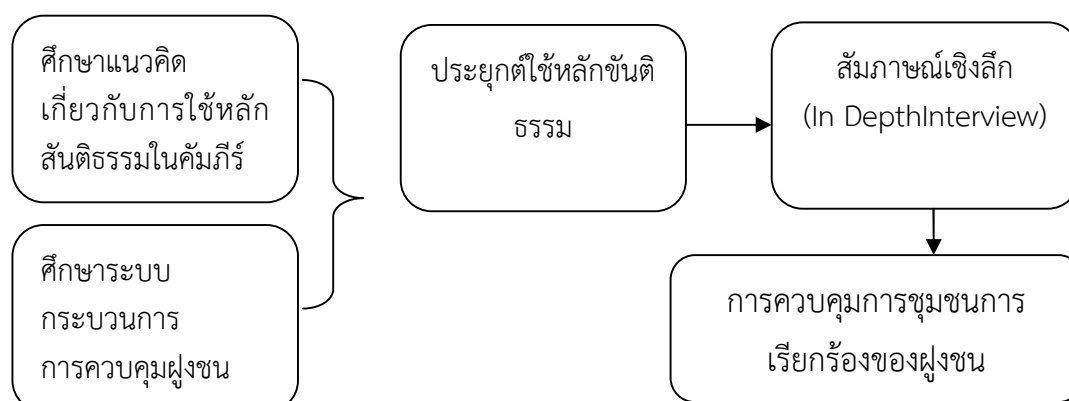 ศึกษาแนวคิด
เกี่ยวกับการใช้หลัก
สันติธรรมในคัมภีร์
ศึกษาระบบ
กระบวนการ
การควบคุมฝูงชน
ประยุกต์ใช้หลักขันติ
ธรรม
สัมภาษณ์เชิงลึก
(In DepthInterview)
การควบคุมการชุมชนการ
เรียกร้องของฝูงชน